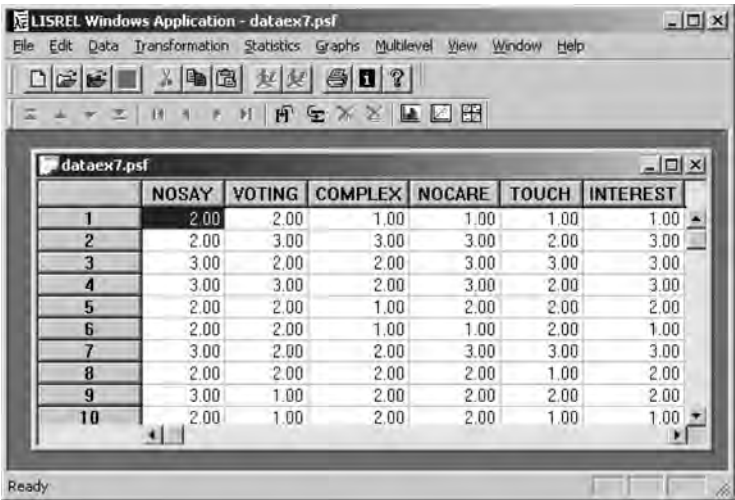 LISREL Windows Application - dataex7.psf
File Edit Data Transformation Statistics Graphs Multilevel View Window Help
dataex7.psf
NOSAY VOTING COMPLEX NOCARE TOUCH INTEREST
1 2.00 2.00 1.00 1.00 1.00 1.00
2 2.00 3.00 3.00 3.00 2.00 3.00
3 3.00 2.00 2.00 3.00 3.00 3.00
4 3.00 3.00 2.00 3.00 2.00 3.00
5 2.00 2.00 1.00 2.00 2.00 2.00
6 2.00 2.00 1.00 1.00 2.00 1.00
7 3.00 2.00 2.00 3.00 3.00 3.00
8 2.00 2.00 2.00 2.00 1.00 2.00
9 3.00 1.00 2.00 2.00 2.00 2.00
10 2.00 1.00 2.00 2.00 1.00 1.00
Ready